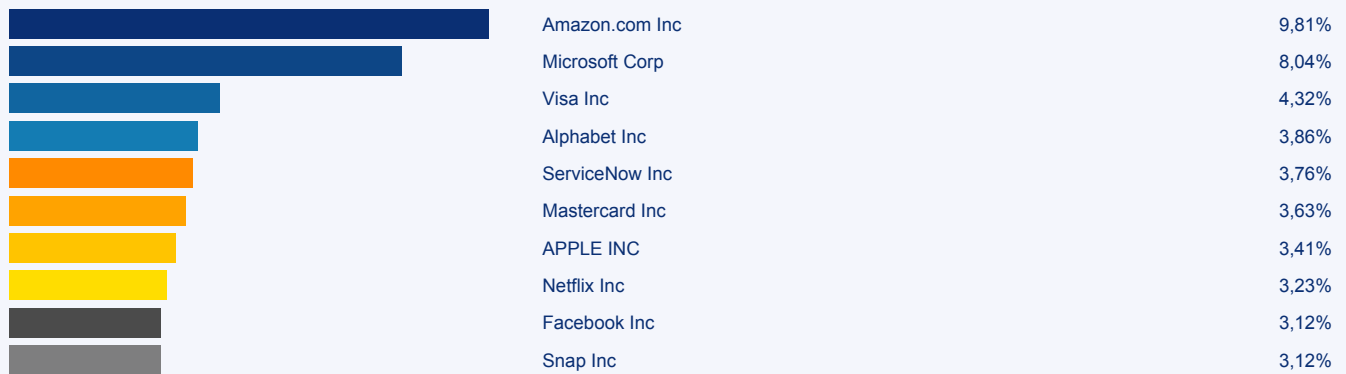 Amazon.com Inc 9,81%
Microsoft Corp 8,04%
Visa Inc 4,32%
Alphabet Inc 3,86%
ServiceNow Inc 3,76%
Mastercard Inc 3,63%
APPLE INC 3,41%
Netflix Inc 3,23%
Facebook Inc 3,12%
Snap Inc 3,12%